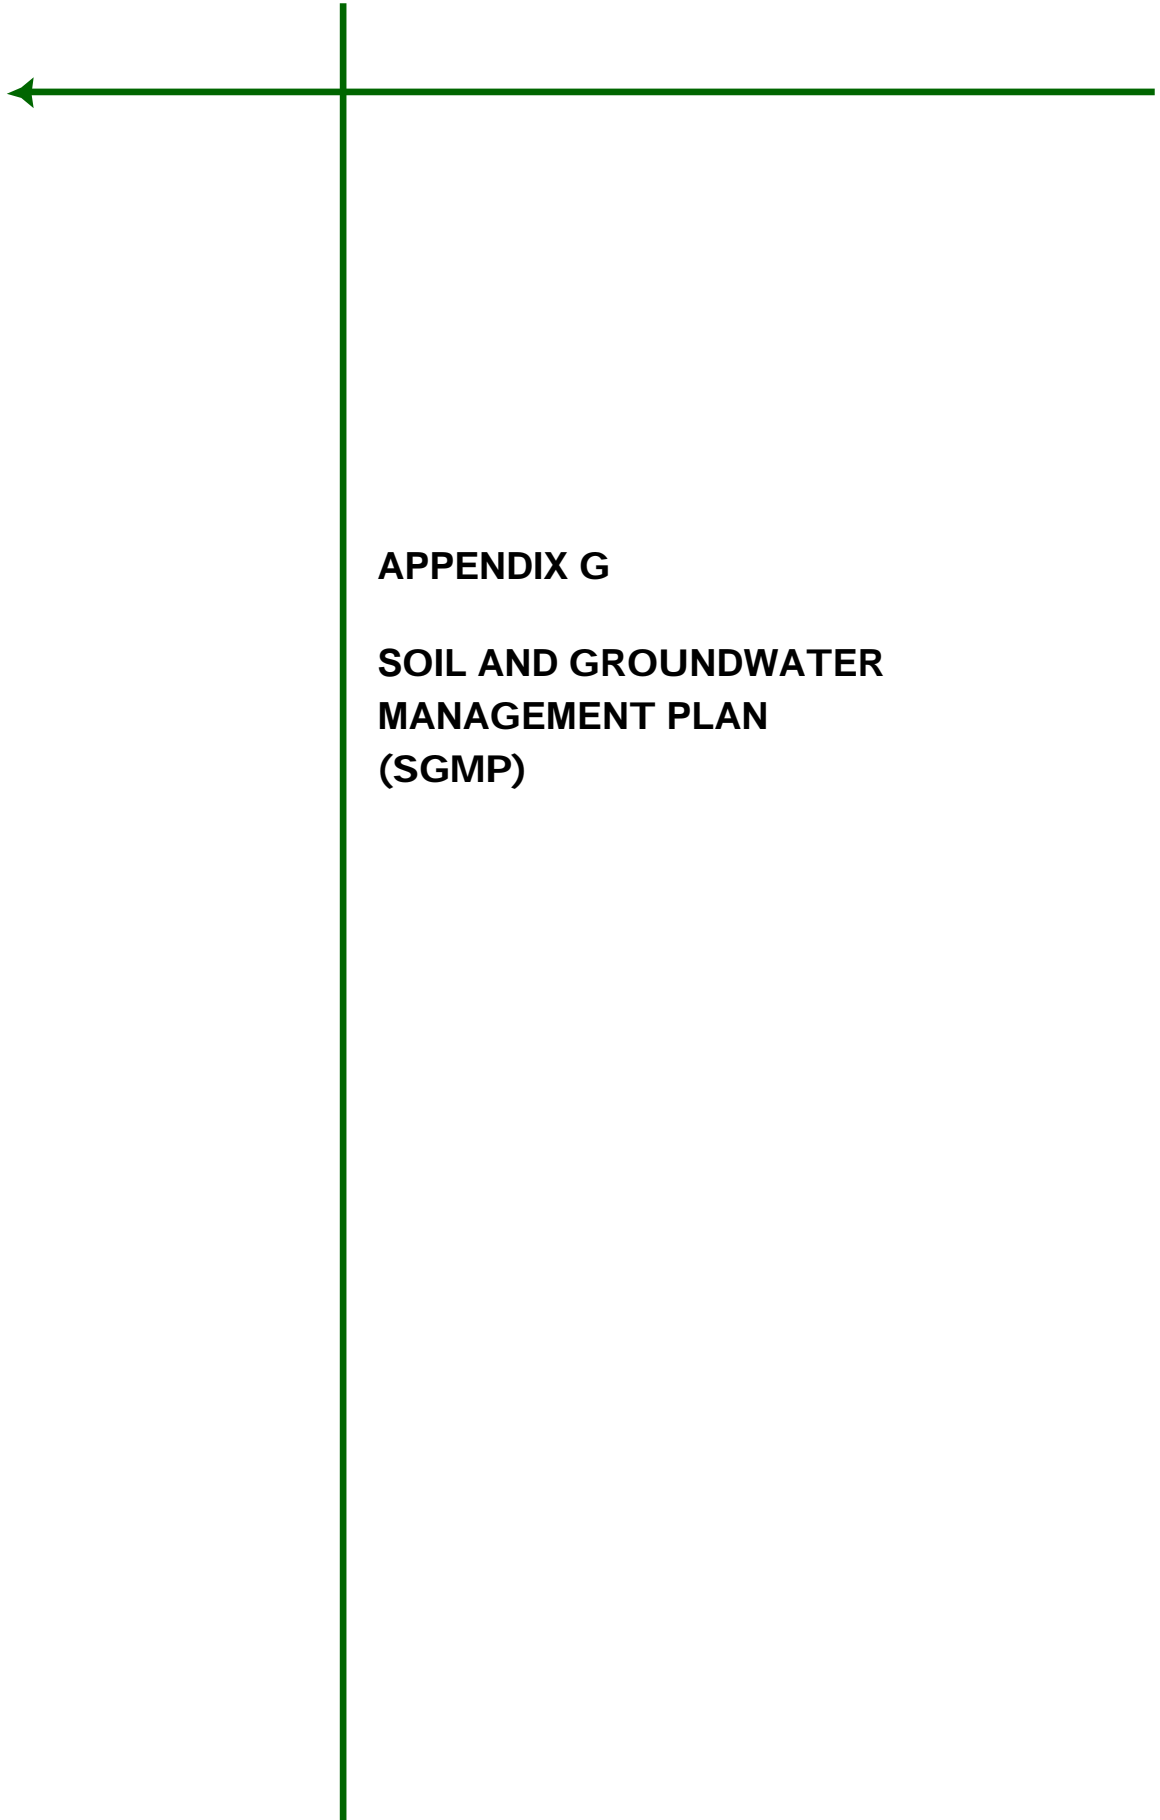 APPENDIX G
SOIL AND GROUNDWATER
MANAGEMENT PLAN
(SGMP)